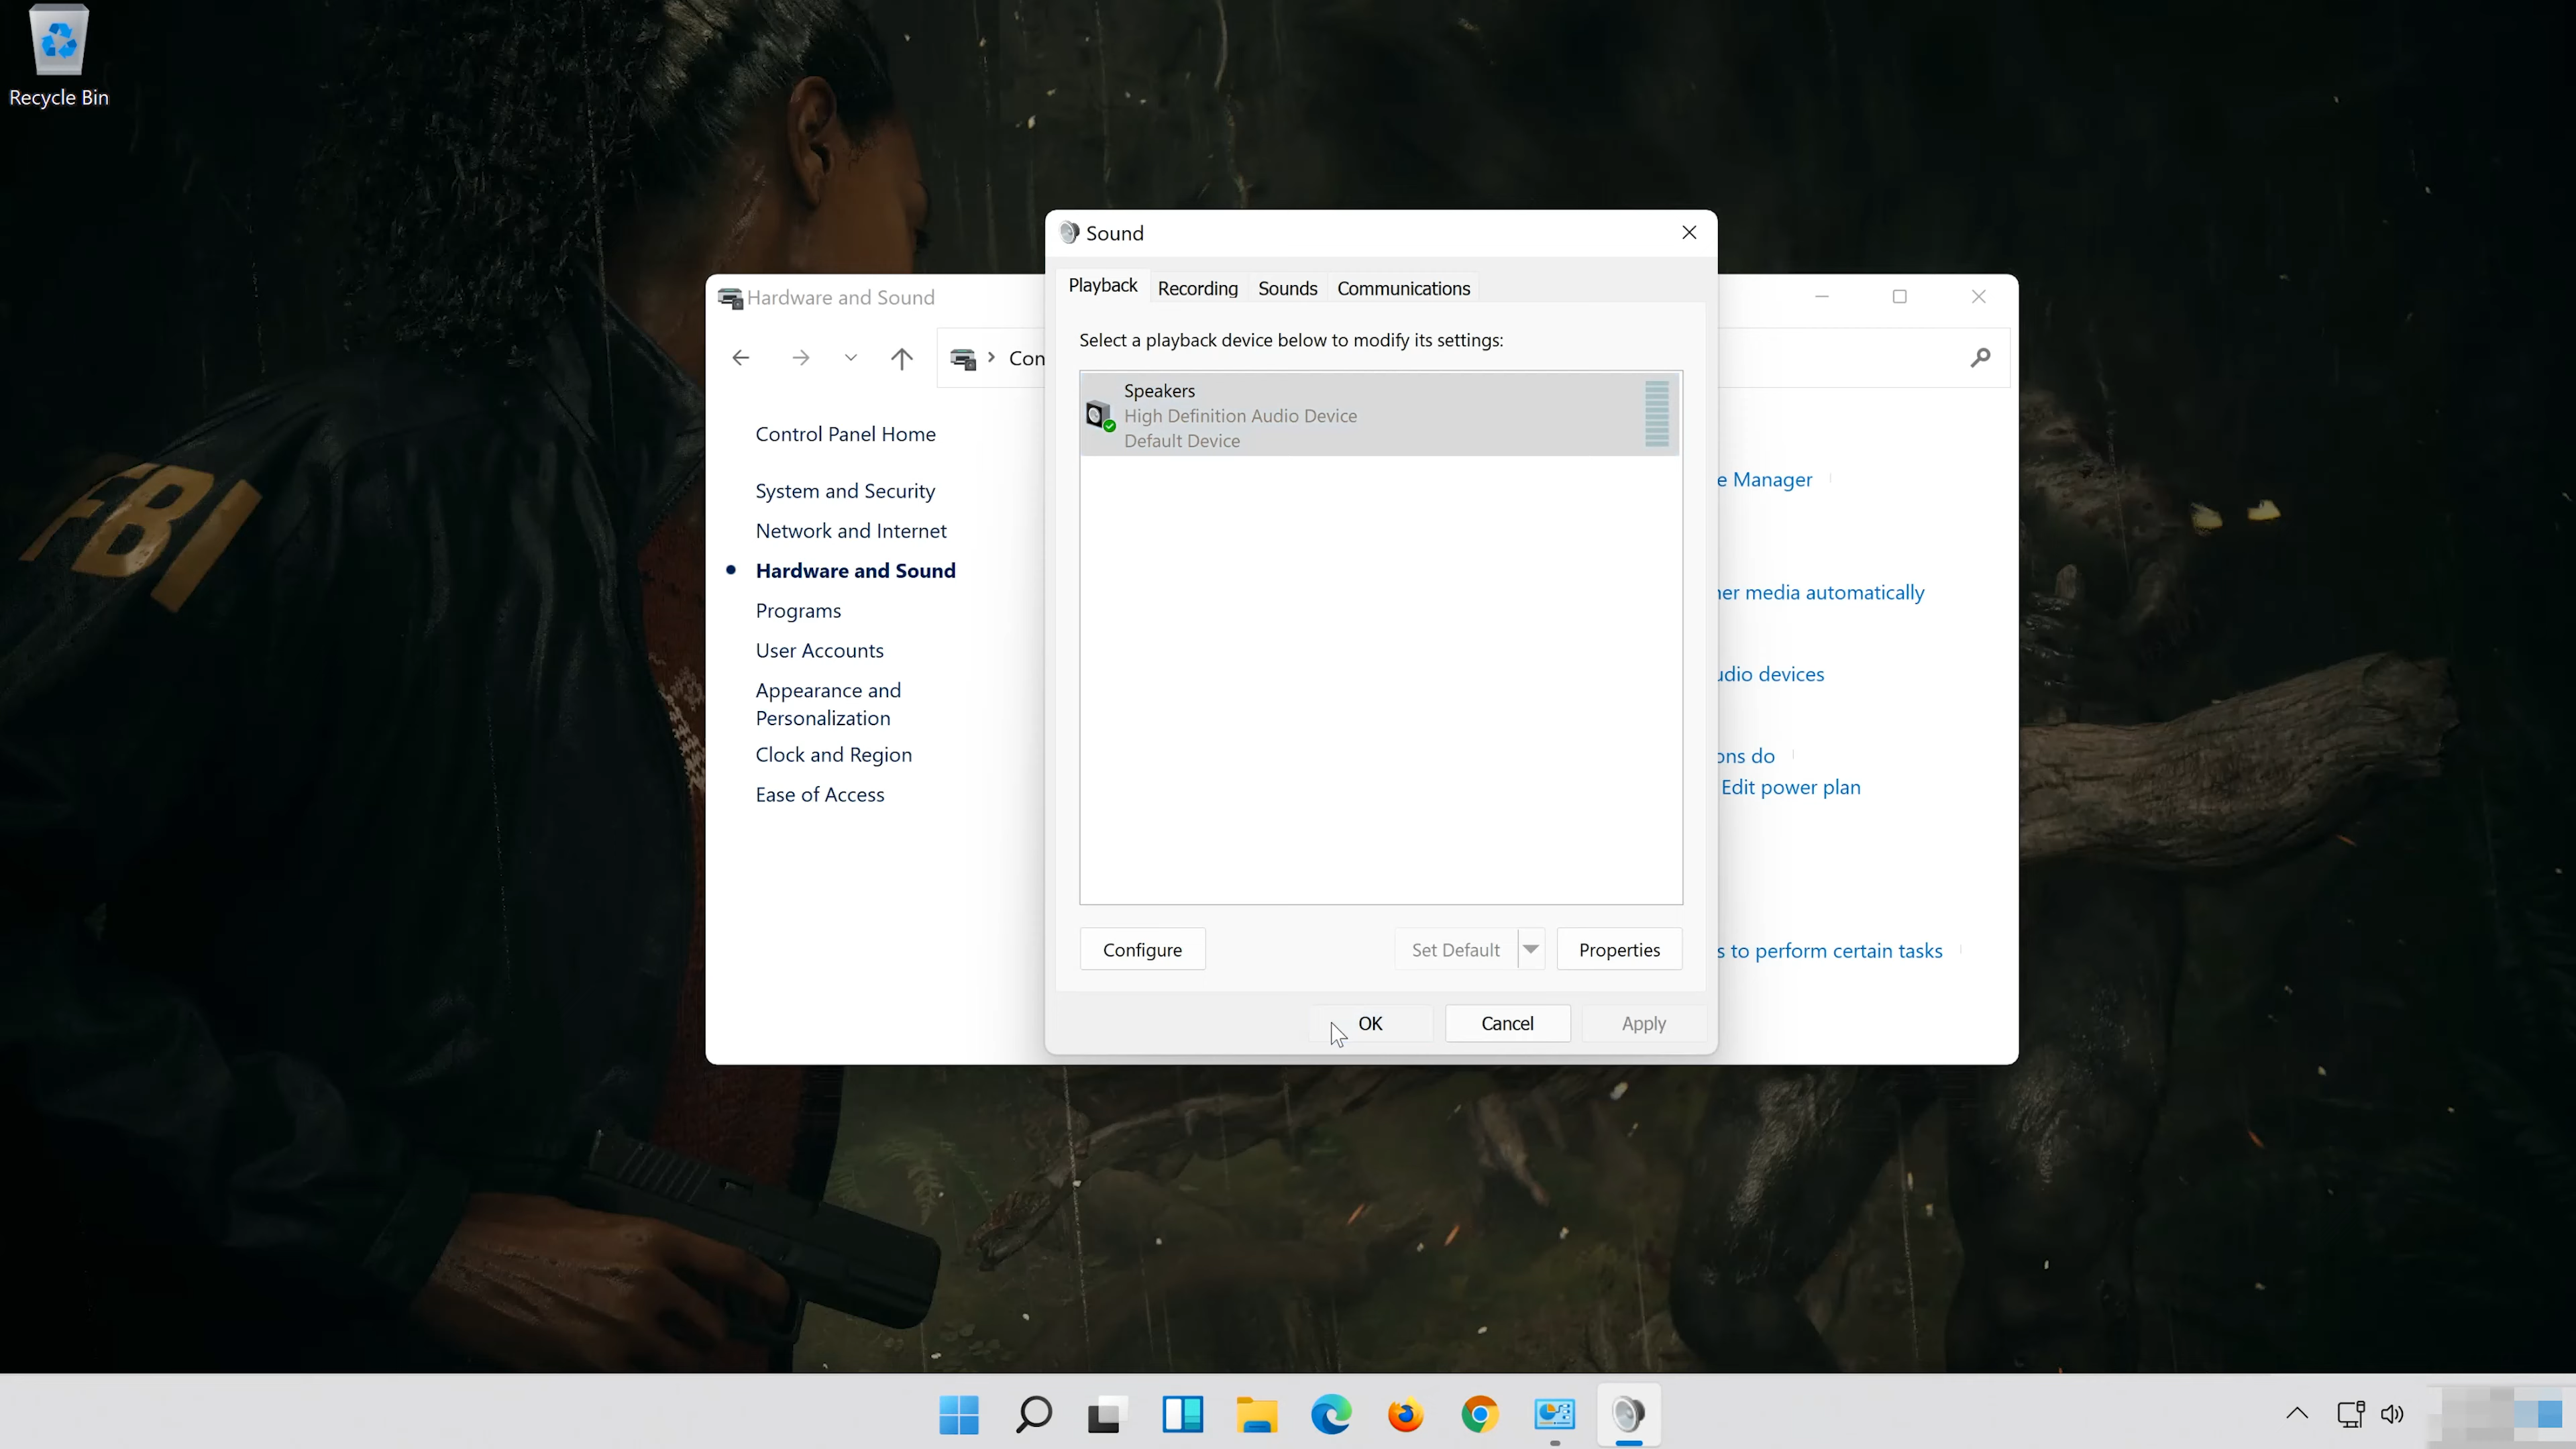 Recycle Bin
FBI
Hardware and Sound
Con
Control Panel Home
System and Security
Network and Internet
Hardware and Sound
Programs
User Accounts
Appearance and
Personalization
Clock and Region
Ease of Access
Sound
Playback
Recording
Sounds
Communications
Select a playback device below to modify its settings:
Speakers
High Definition Audio Device
Default Device
Configure
Set Default
Properties
OK
Cancel
Apply
e Manager
her media automatically
udio devices
ons do
Edit power plan
s to perform certain tasks